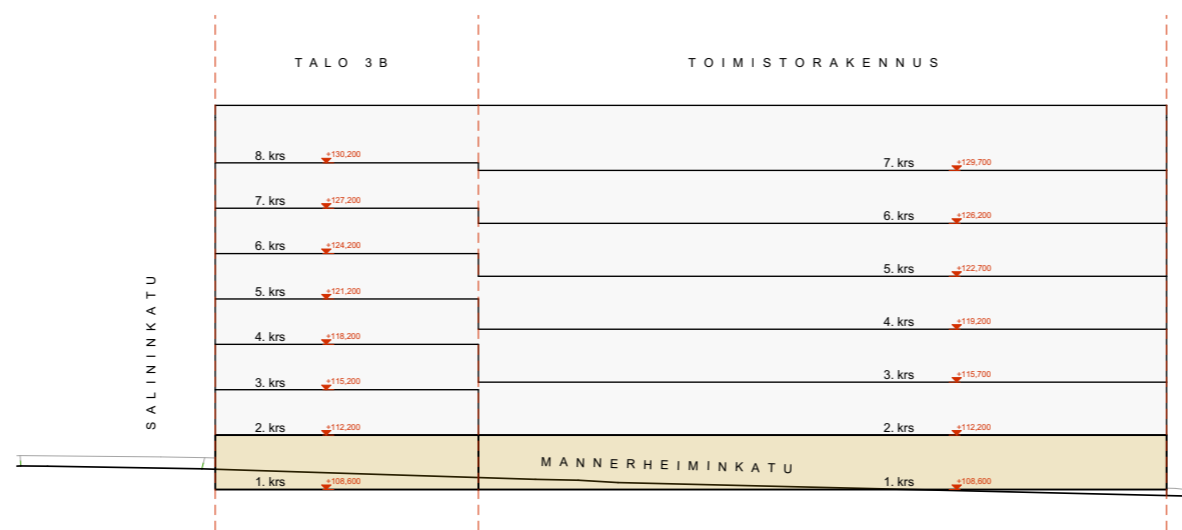 TALO 3B
TOIMISTORAKENNUS
8. krs +130,200
7. krs +129,700
7. krs +127,200
6. krs +126,200
6. krs +124,200
5. krs +122,700
5. krs +121,200
4. krs +119,200
4. krs +118,200
3. krs +115,700
3. krs +115,200
2. krs +112,200
2. krs +112,200
MANNERHEIMINKATU
1. krs +108,600
1. krs +108,600
SALININKATU